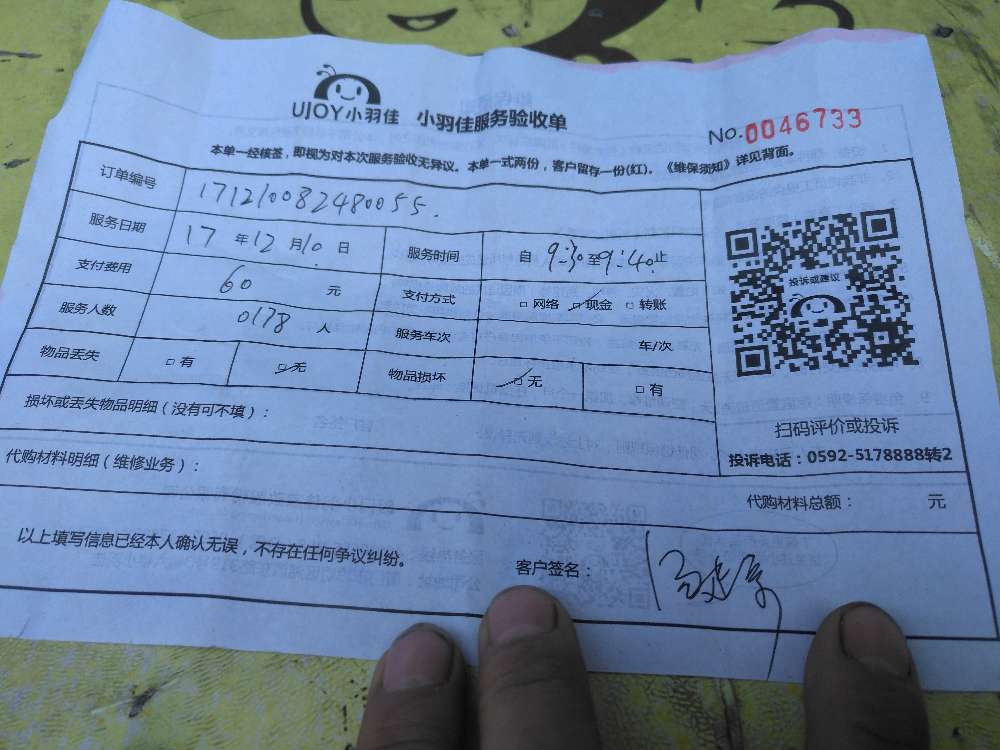 UJOY小羽佳 小羽佳服务验收单
No.0046733
本单一经核签，即视为对本次服务验收无异议。本单一式两份，客户留存一份(红)。《维保须知》详见背面。
订单编号 171210082480055.
服务日期 17 年 12 月 10. 日 服务时间 自 9:30 至 9:40 止
支付费用 60 元 支付方式 □ 网络 □ 现金 □ 转账
服务人数 0178 人 服务车次 车/次
物品丢失 □ 有 □ 无 物品损坏 □ 无 □ 有
投诉或建议
扫码评价或投诉
投诉电话：0592-5178888转2
损坏或丢失物品明细（没有可不填）：
代购材料明细（维修业务）：
代购材料总额： 元
以上填写信息已经本人确认无误，不存在任何争议纠纷。
客户签名：